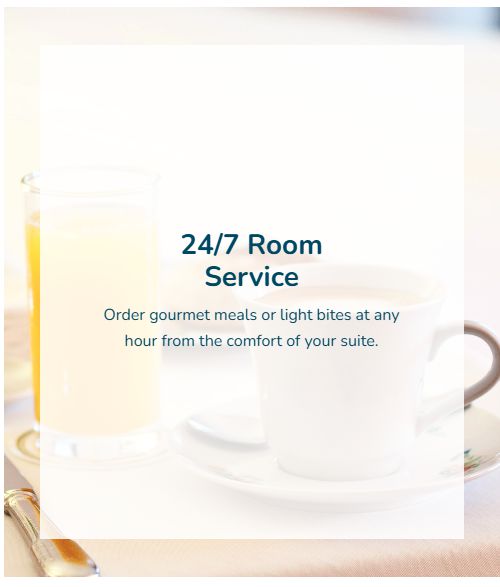 24/7 Room
Service
Order gourmet meals or light bites at any
hour from the comfort of your suite.